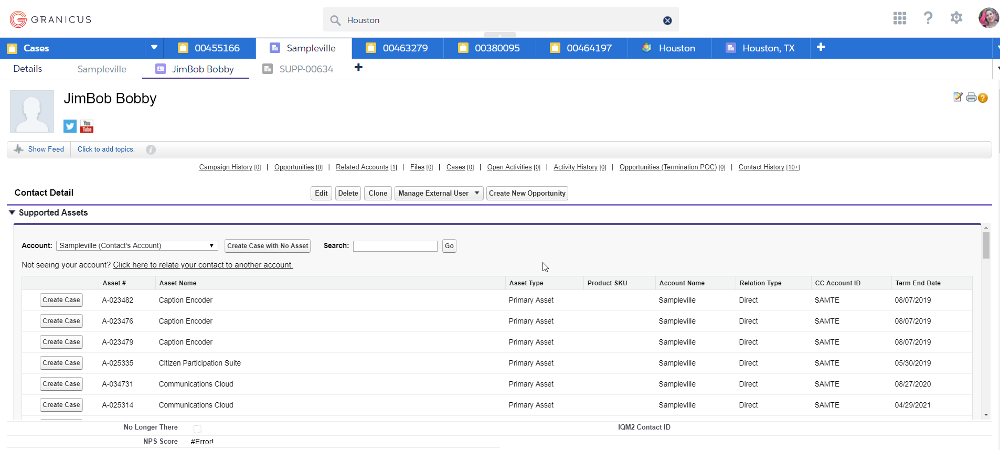 GRANICUS
Houston
Cases 00455166 Sampleville 00463279 00380095 00464197 Houston Houston, TX
Details Sampleville JimBob Bobby SUPP-00634
JimBob Bobby
You
Tube
Show Feed Click to add topics:
Campaign History [0] | Opportunities [0] | Related Accounts [1] | Files [0] | Cases [0] | Open Activities [0] | Activity History [0] | Opportunities (Termination POC) [0] | Contact History [10+]
Contact Detail Edit Delete Clone Manage External User Create New Opportunity
Supported Assets
Account: Sampleville (Contact's Account) Create Case with No Asset Search: Go
Not seeing your account? Click here to relate your contact to another account.
Asset # Asset Name Asset Type Product SKU Account Name Relation Type CC Account ID Term End Date
Create Case A-023482 Caption Encoder Primary Asset Sampleville Direct SAMTE 08/07/2019
Create Case A-023476 Caption Encoder Primary Asset Sampleville Direct SAMTE 08/07/2019
Create Case A-023479 Caption Encoder Primary Asset Sampleville Direct SAMTE 08/07/2019
Create Case A-025335 Citizen Participation Suite Primary Asset Sampleville Direct SAMTE 05/30/2019
Create Case A-034731 Communications Cloud Primary Asset Sampleville Direct SAMTE 08/27/2020
Create Case A-025314 Communications Cloud Primary Asset Sampleville Direct SAMTE 04/29/2021
No Longer There IQM2 Contact ID
NPS Score #Error!